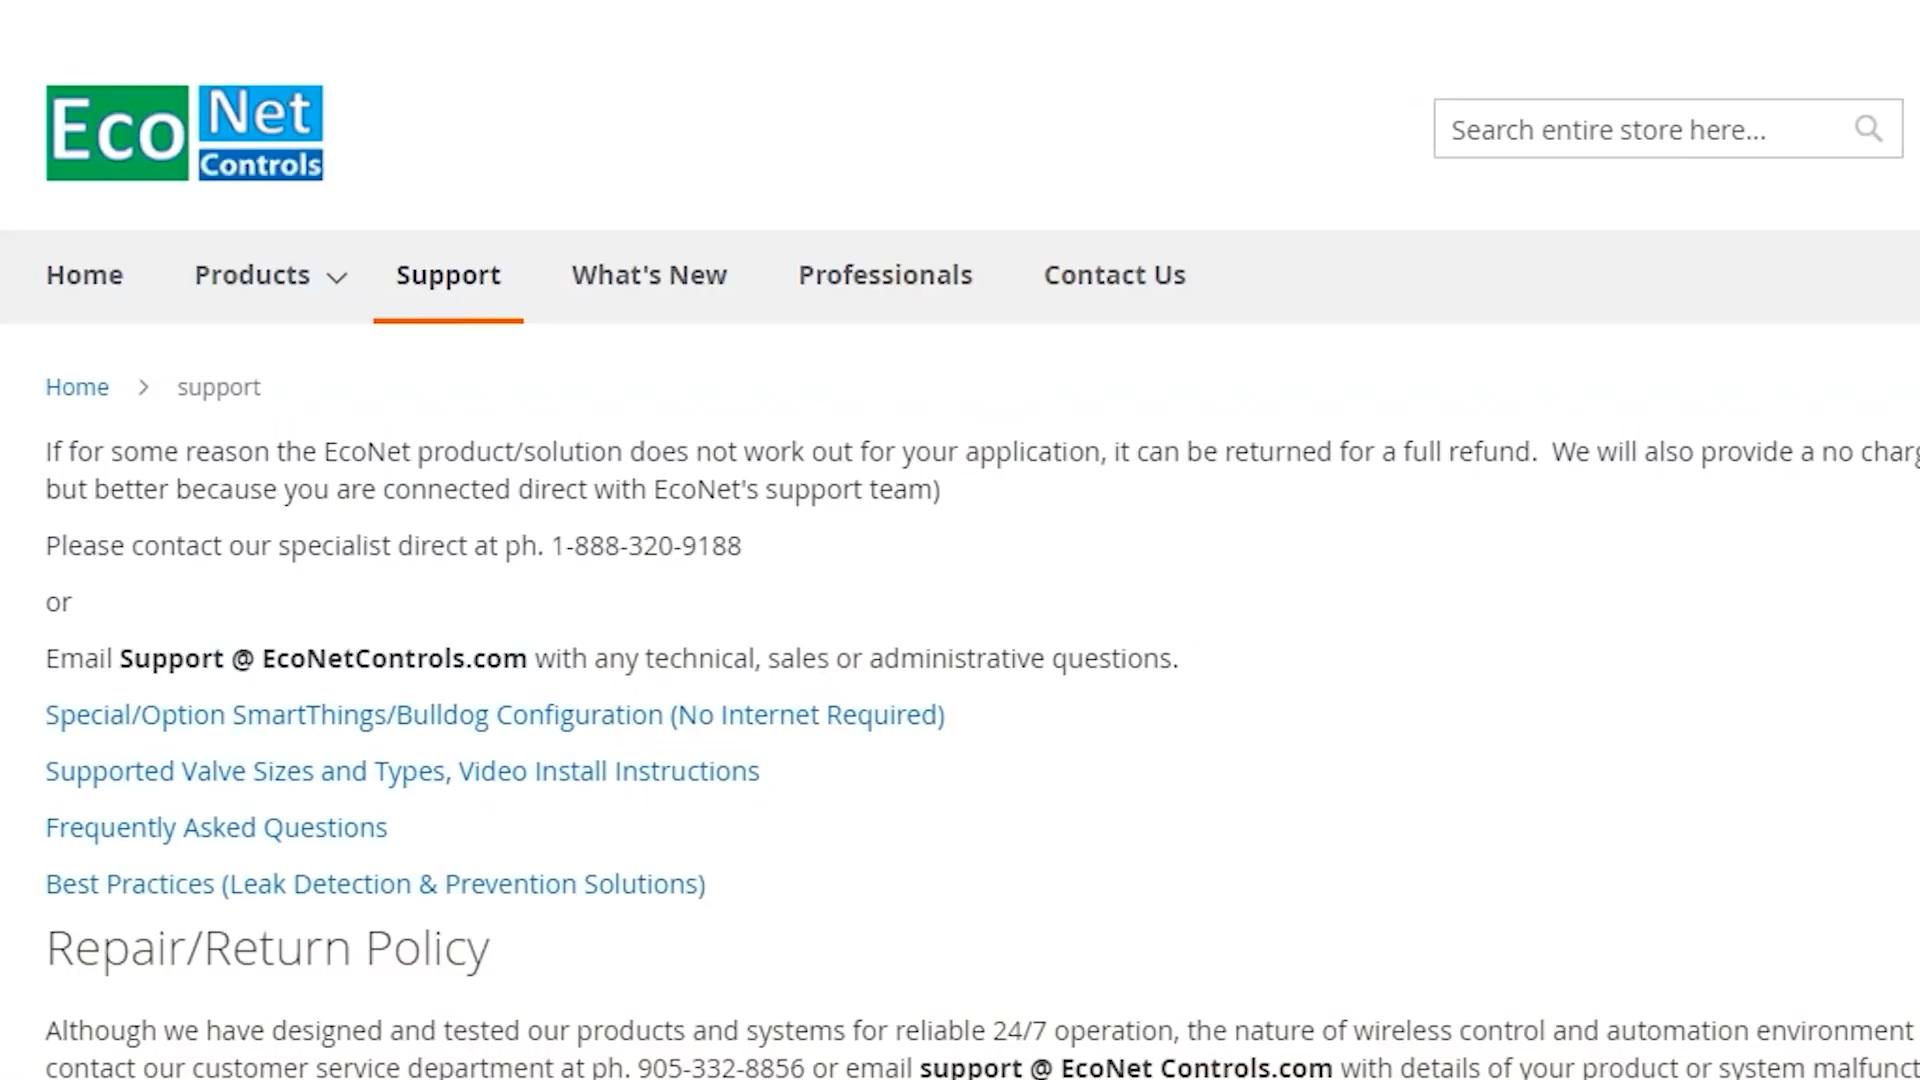 Eco Net
Controls
Search entire store here...
Home Products Support What's New Professionals Contact Us
Home > support
If for some reason the EcoNet product/solution does not work out for your application, it can be returned for a full refund. We will also provide a no
but better because you are connected direct with EcoNet's support team)
Please contact our specialist direct at ph. 1-888-320-9188
or
Email Support @ EcoNetControls.com with any technical, sales or administrative questions.
Special/Option SmartThings/Bulldog Configuration (No Internet Required)
Supported Valve Sizes and Types, Video Install Instructions
Frequently Asked Questions
Best Practices (Leak Detection & Prevention Solutions)
Repair/Return Policy
Although we have designed and tested our products and systems for reliable 24/7 operation, the nature of wireless control and automation environment
contact our customer service department at ph. 905-332-8856 or email support @ EcoNet Controls.com with details of your product or system